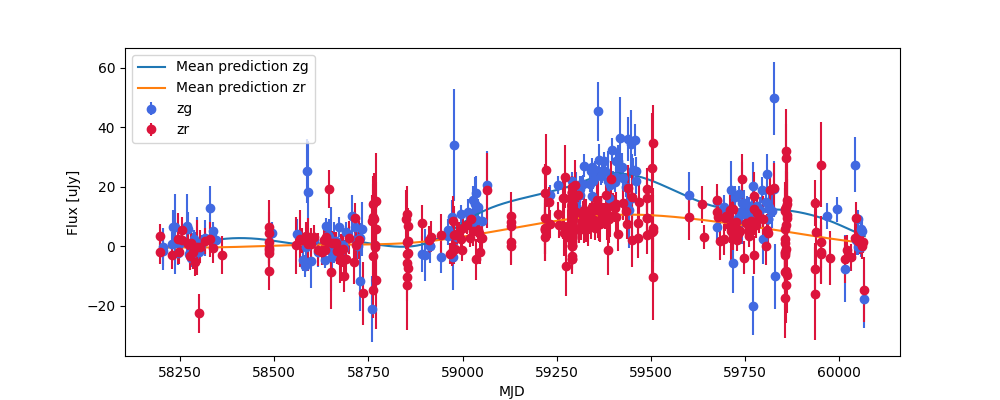 Mean prediction zg
Mean prediction zr
zg
zr
60
40
20
0
−20
Flux [uJy]
58250 58500 58750 59000 59250 59500 59750 60000
MJD